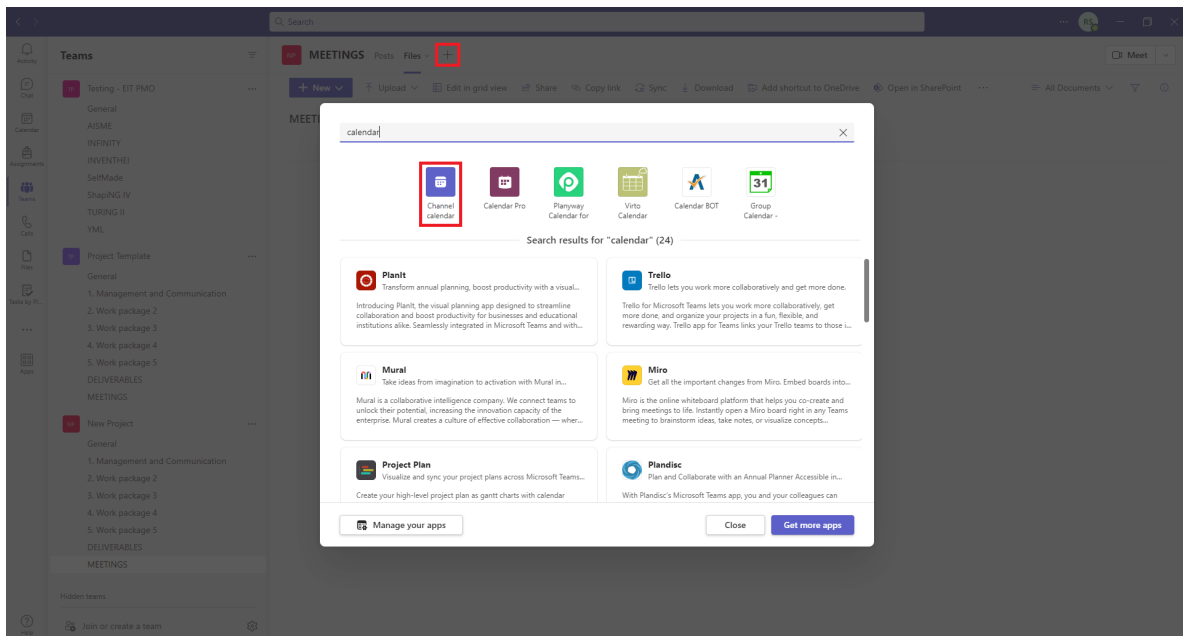 Search
RS
Activity
Chat
Calendar
Assignments
Teams
Calls
Files
Tasks by Pl...
Apps
Help
Teams
Testing - EIT PMO
General
AISME
INFINITY
INVENTHEI
SelfMade
ShapiNG IV
TURING II
YML
Project Template
General
1. Management and Communication
2. Work package 2
3. Work package 3
4. Work package 4
5. Work package 5
DELIVERABLES
MEETINGS
NP New Project
General
1. Management and Communication
2. Work package 2
3. Work package 3
4. Work package 4
5. Work package 5
DELIVERABLES
MEETINGS
Hidden teams
Join or create a team
NP MEETINGS Posts Files +
Meet
+ New Upload Edit in grid view Share Copy link Sync Download Add shortcut to OneDrive Open in SharePoint ... All Documents
MEETI
calendar
Channel calendar
Calendar Pro
Planyway Calendar for
Virto Calendar
Calendar BOT
31
Group Calendar -
Search results for "calendar" (24)
PlanIt
Transform annual planning, boost productivity with a visual...
Introducing PlanIt, the visual planning app designed to streamline
collaboration and boost productivity for businesses and educational
institutions alike. Seamlessly integrated in Microsoft Teams and with...
Trello
Trello lets you work more collaboratively and get more done.
Trello for Microsoft Teams lets you work more collaboratively, get
more done, and organize your projects in a fun, flexible, and
rewarding way. Trello app for Teams links your Trello teams to those i...
Mural
Take ideas from imagination to activation with Mural in...
Mural is a collaborative intelligence company. We connect teams to
unlock their potential, increasing the innovation capacity of the
enterprise. Mural creates a culture of effective collaboration — wher...
Miro
Get all the important changes from Miro. Embed boards into...
Miro is the online whiteboard platform that helps you co-create and
bring meetings to life. Instantly open a Miro board right in any Teams
meeting to brainstorm ideas, take notes, or visualize concepts...
Project Plan
Visualize and sync your project plans across Microsoft Teams...
Create your high-level project plan as gantt charts with calendar
Plandisc
Plan and Collaborate with an Annual Planner Accessible in...
With Plandisc's Microsoft Teams app, you and your colleagues can
Manage your apps
Close
Get more apps